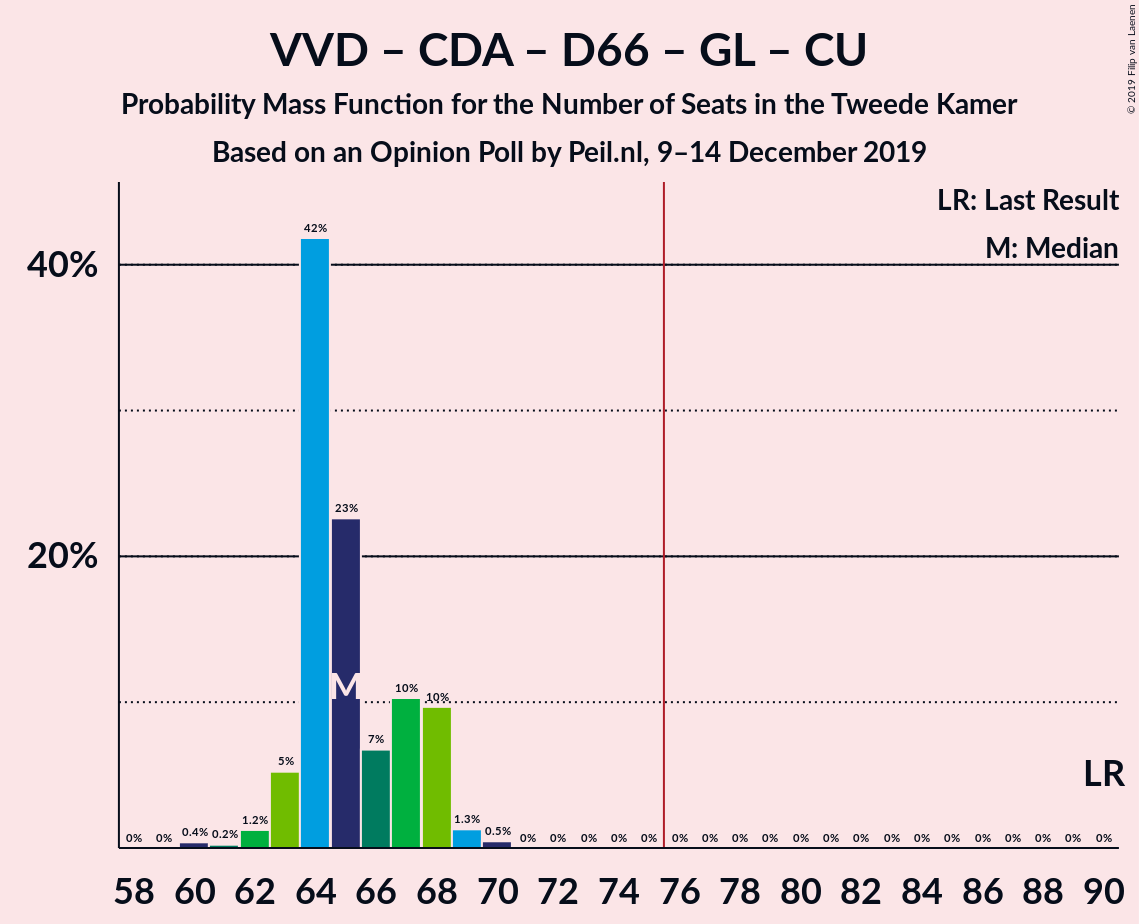 VVD – CDA – D66 – GL – CU
Probability Mass Function for the Number of Seats in the Tweede Kamer
Based on an Opinion Poll by Peil.nl, 9–14 December 2019
© 2019 Filip van Laenen
LR: Last Result
M: Median
40%
20%
0% 0% 0.4% 0.2% 1.2% 5% 42% 23% 7% 10% 10% 1.3% 0.5% 0% 0% 0% 0% 0% 0% 0% 0% 0% 0% 0% 0% 0% 0% 0% 0% 0% 0% 0% 0%
M
LR
58 60 62 64 66 68 70 72 74 76 78 80 82 84 86 88 90